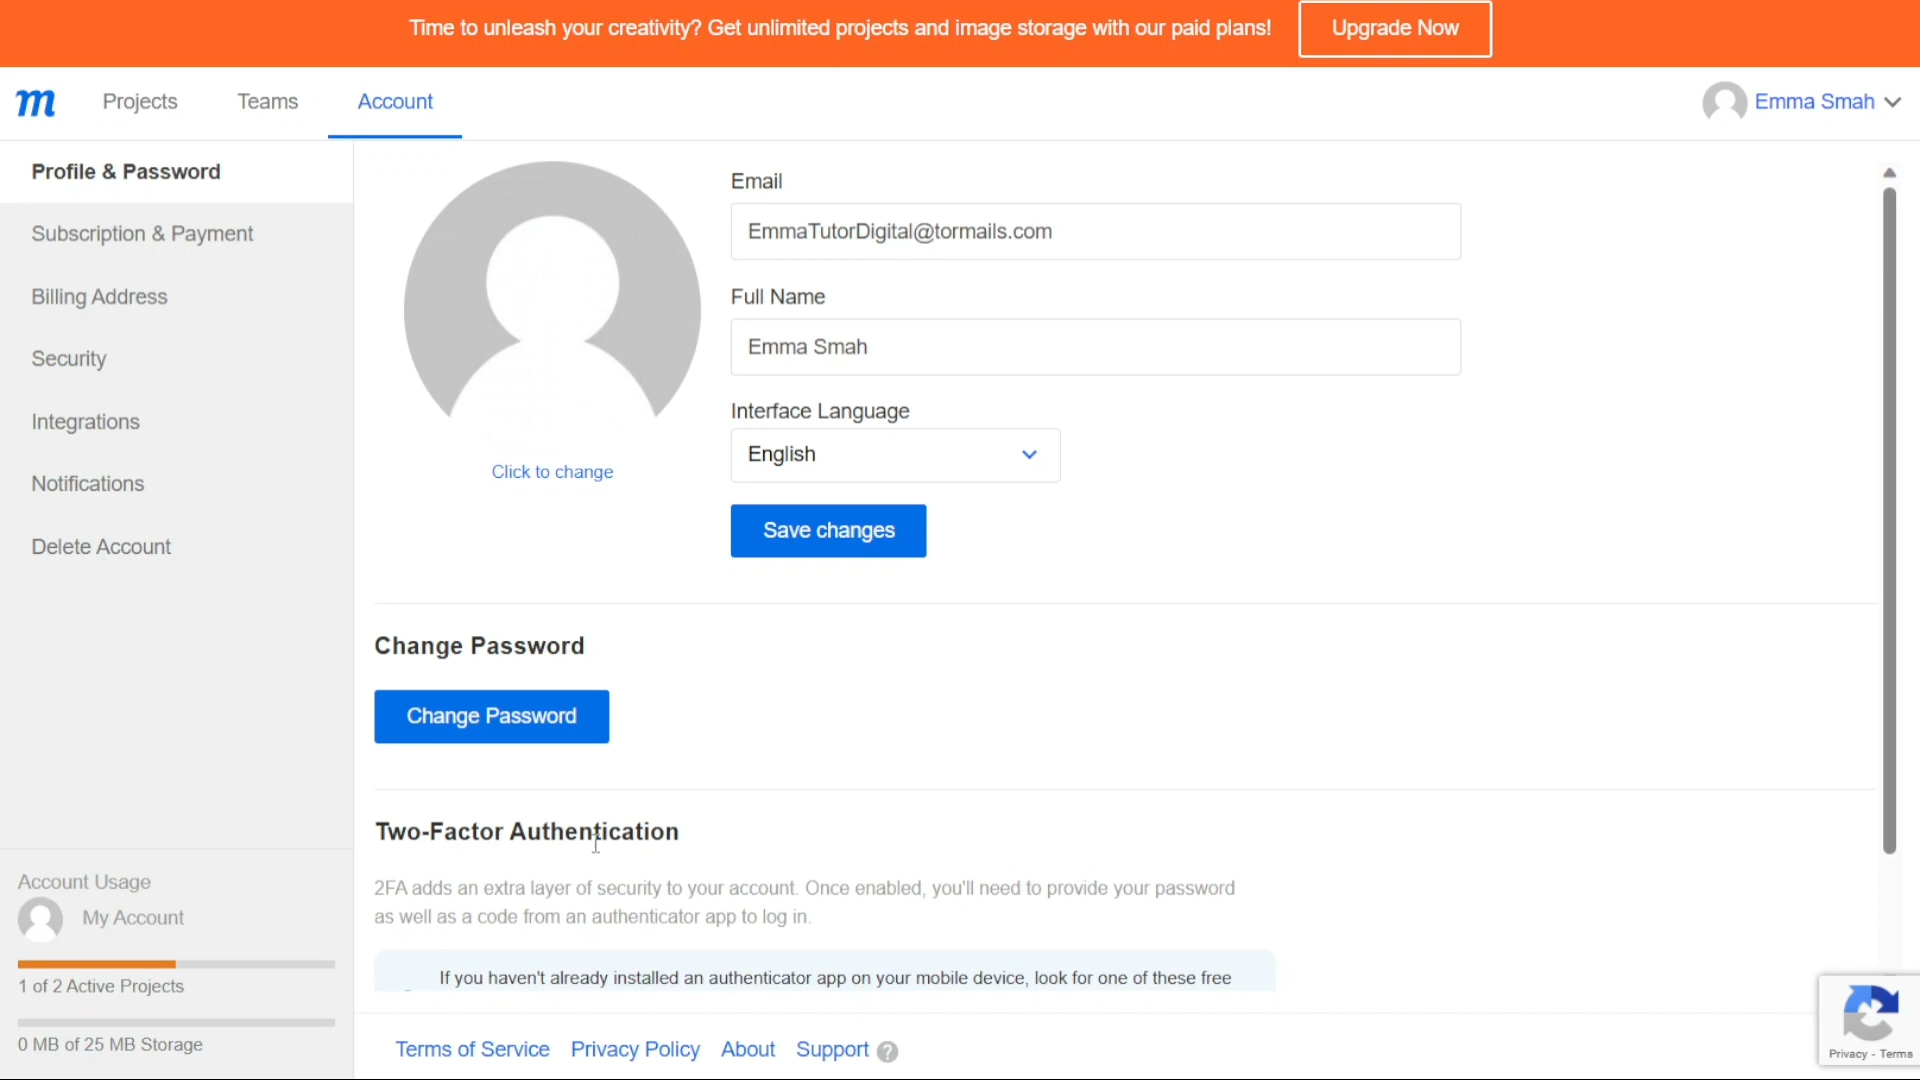 Time to unleash your creativity? Get unlimited projects and image storage with our paid plans!
Upgrade Now
m
Projects
Teams
Account
Emma Smah
Profile & Password
Subscription & Payment
Billing Address
Security
Integrations
Notifications
Delete Account
Click to change
Email
EmmaTutorDigital@tormails.com
Full Name
Emma Smah
Interface Language
English
Save changes
Change Password
Change Password
Two-Factor Authentication
2FA adds an extra layer of security to your account. Once enabled, you'll need to provide your password
as well as a code from an authenticator app to log in.
If you haven't already installed an authenticator app on your mobile device, look for one of these free
Account Usage
My Account
1 of 2 Active Projects
0 MB of 25 MB Storage
Terms of Service
Privacy Policy
About
Support ?
Privacy - Terms